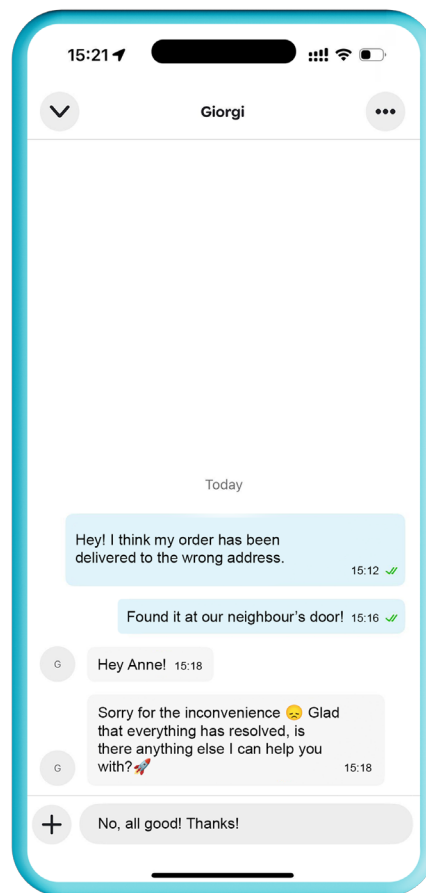 15:21
Giorgi
Today
Hey! I think my order has been
delivered to the wrong address.
15:12
Found it at our neighbour’s door! 15:16
G
Hey Anne! 15:18
Sorry for the inconvenience 😞 Glad
that everything has resolved, is
there anything else I can help you
with?🚀
15:18
G
No, all good! Thanks!